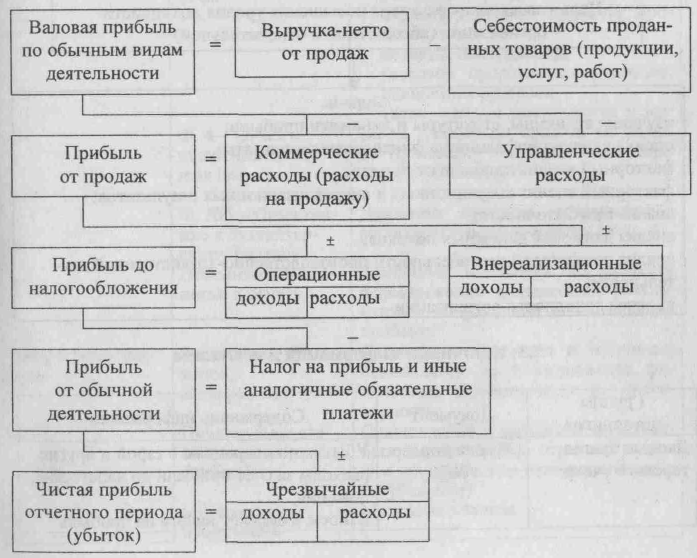 Валовая прибыль
по обычным видам
деятельности
=
Выручка-нетто
от продаж
−
Себестоимость продан-
ных товаров (продукции,
услуг, работ)
−
−
Прибыль
от продаж
=
Коммерческие
расходы (расходы
на продажу)
Управленческие
расходы
±
±
Прибыль до
налогообложения
=
Операционные
доходы расходы
Внереализационные
доходы расходы
−
Прибыль
от обычной
деятельности
=
Налог на прибыль и иные
аналогичные обязательные
платежи
±
Чистая прибыль
отчетного периода
(убыток)
=
Чрезвычайные
доходы расходы